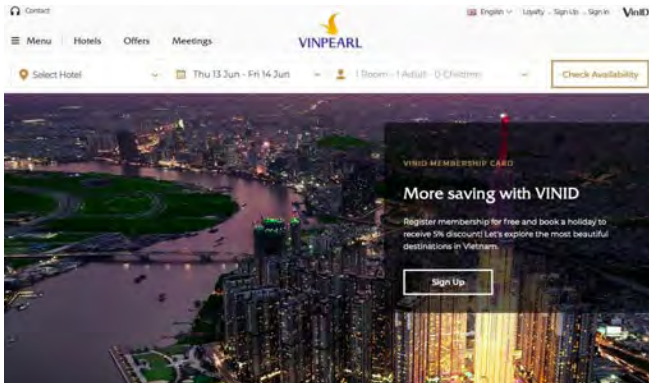 Contact
English
Loyalty
Sign Up
Sign In
VinID
Menu
Hotels
Offers
Meetings
VINPEARL
Select Hotel
Thu 13 Jun - Fri 14 Jun
1 Room - 1 Adult - 0 Children
Check Availability
VINID MEMBERSHIP CARD
More saving with VINID
Register membership for free and book a holiday to
receive 5% discount! Let's explore the most beautiful
destinations in Vietnam.
Sign Up